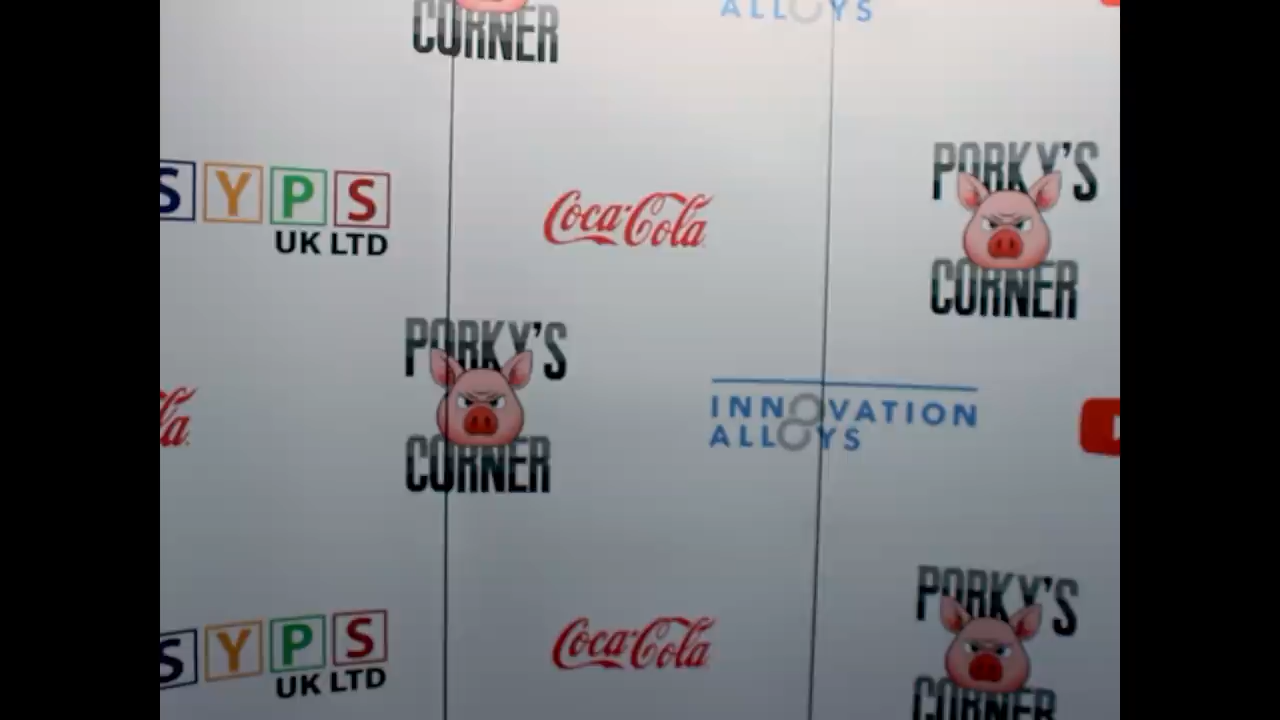 CORNER
ALLOYS
SYPS
UK LTD
Coca-Cola
PORKY'S
CORNER
PORKY'S
CORNER
INNOVATION
ALLOYS
la
SYPS
UK LTD
Coca-Cola
PORKY'S
CORNER